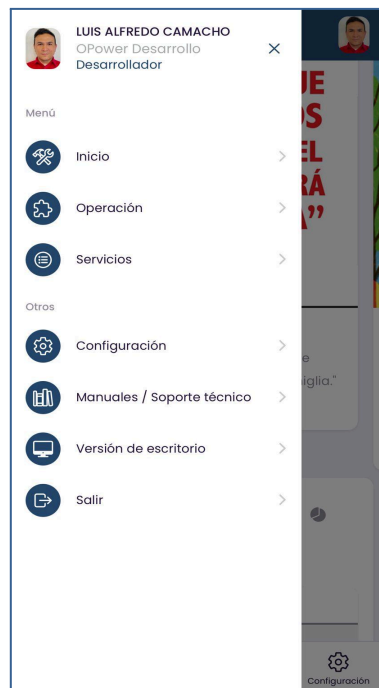 LUIS ALFREDO CAMACHO
OPower Desarrollo
Desarrollador
Menú
Inicio
Operación
Servicios
Otros
Configuración
Manuales / Soporte técnico
Versión de escritorio
Salir
JE
OS
EL
RÁ
A”
e
iglia."
Configuración